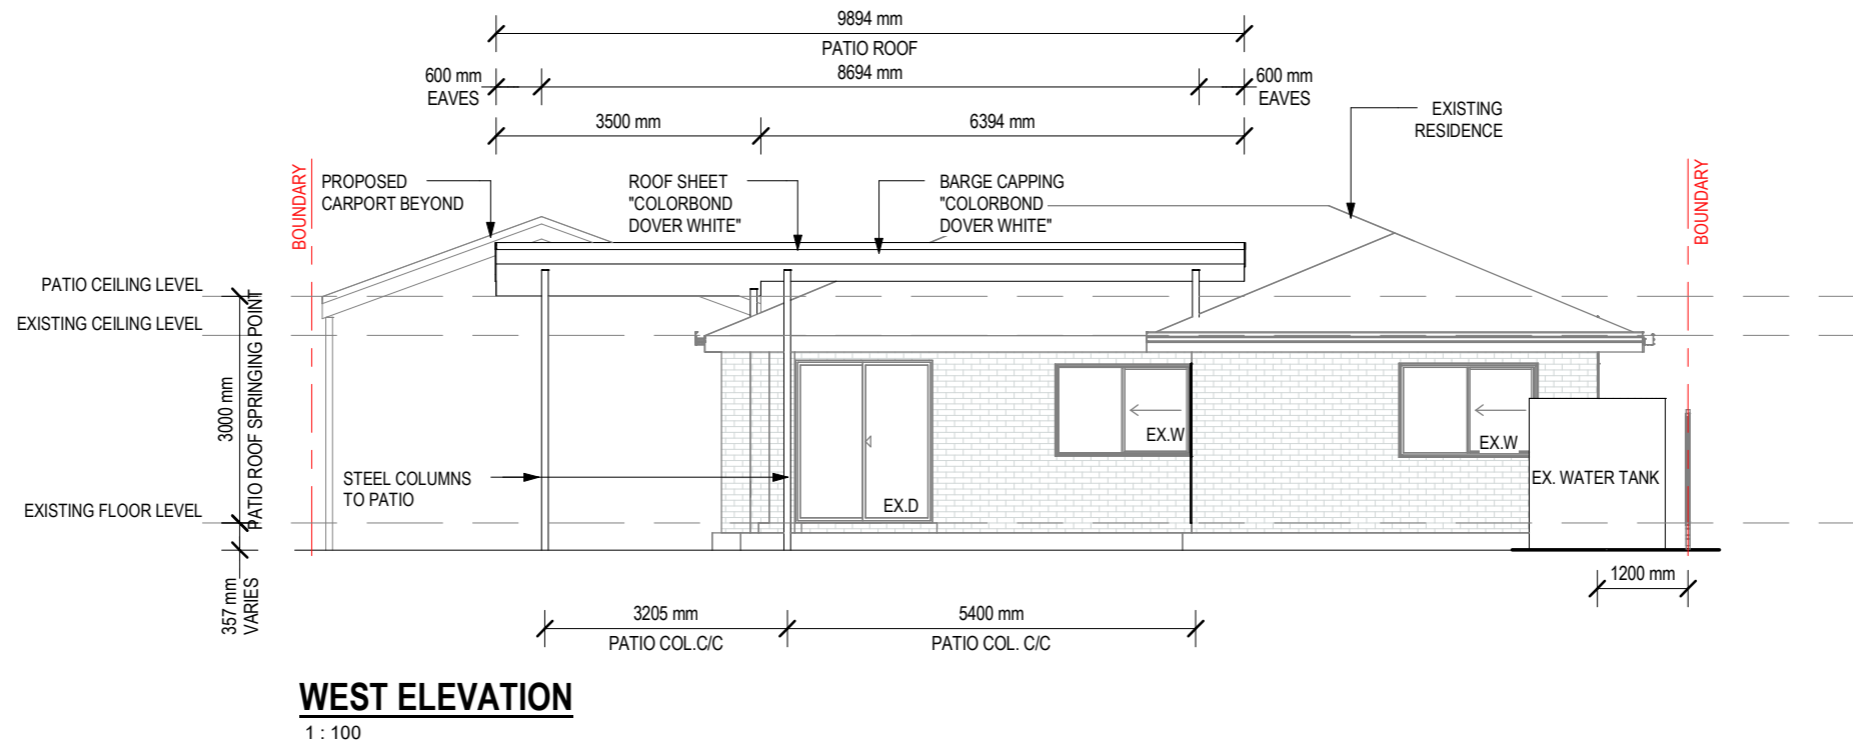 9894 mm
PATIO ROOF
600 mm
EAVES
8694 mm
600 mm
EAVES
3500 mm
6394 mm
EXISTING
RESIDENCE
BOUNDARY
PROPOSED
CARPORT BEYOND
ROOF SHEET
"COLORBOND
DOVER WHITE"
BARGE CAPPING
"COLORBOND
DOVER WHITE"
BOUNDARY
PATIO CEILING LEVEL
EXISTING CEILING LEVEL
3000 mm
PATIO ROOF SPRINGING POINT
STEEL COLUMNS
TO PATIO
EX.D
EX.W
EX.W
EX. WATER TANK
EXISTING FLOOR LEVEL
357 mm
VARIES
1200 mm
3205 mm
PATIO COL.C/C
5400 mm
PATIO COL. C/C
WEST ELEVATION
1 : 100